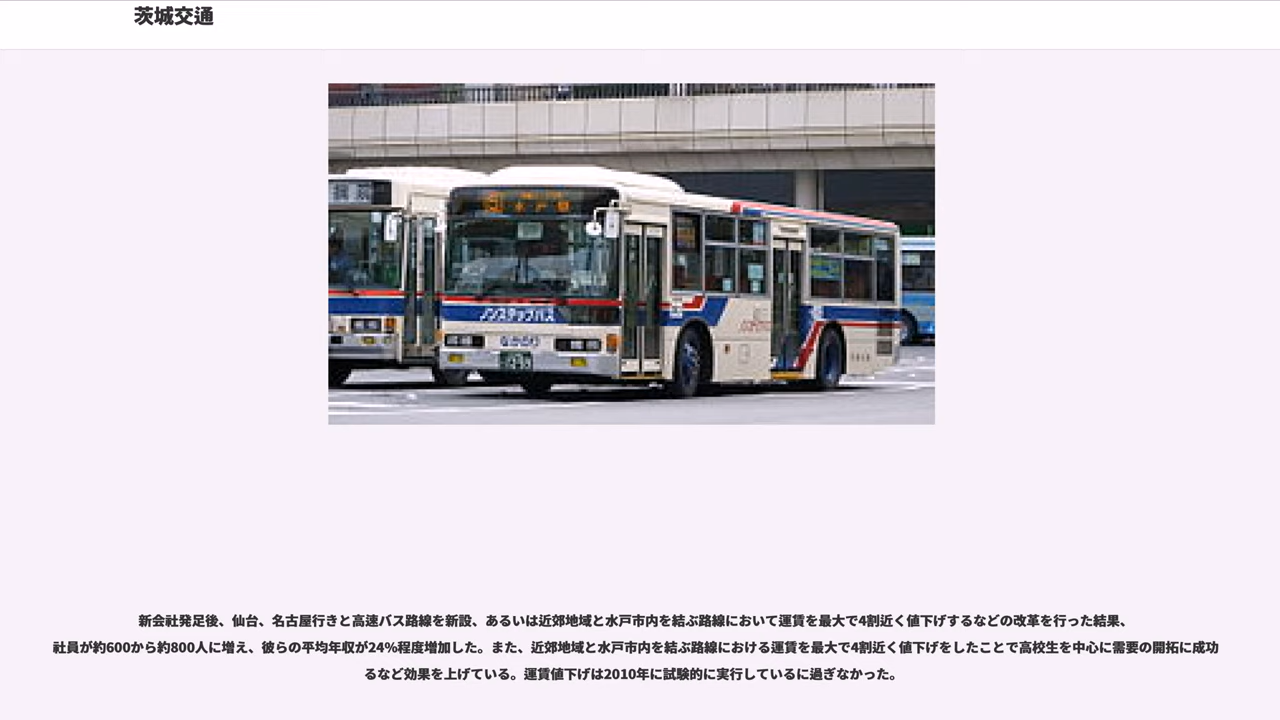 茨城交通
水戸駅
ノンステップバス
新会社発足後、仙台、名古屋行きと高速バス路線を新設、あるいは近郊地域と水戸市内を結ぶ路線において運賃を最大で4割近く値下げするなどの改革を行った結果、
社員が約600から約800人に増え、彼らの平均年収が24%程度増加した。また、近郊地域と水戸市内を結ぶ路線における運賃を最大で4割近く値下げをしたことで高校生を中心に需要の開拓に成功
るなど効果を上げている。運賃値下げは2010年に試験的に実行しているに過ぎなかった。